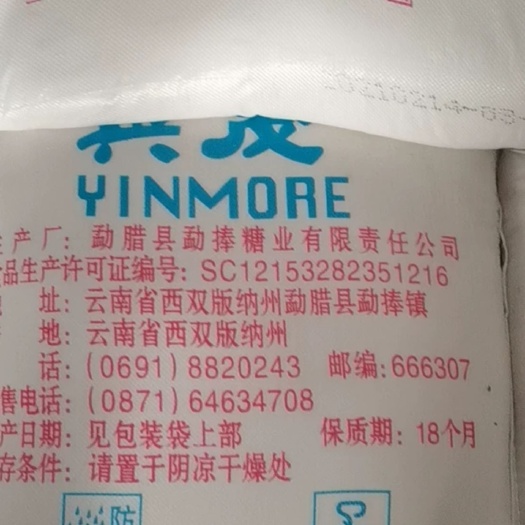 20210214-03
YINMORE
生产厂：勐腊县勐捧糖业有限责任公司
品生产许可证编号：SC12153282351216
址：云南省西双版纳州勐腊县勐捧镇
地：云南省西双版纳州
话：(0691) 8820243 邮编：666307
售电话：(0871) 64634708
产日期：见包装袋上部 保质期：18个月
存条件：请置于阴凉干燥处
防